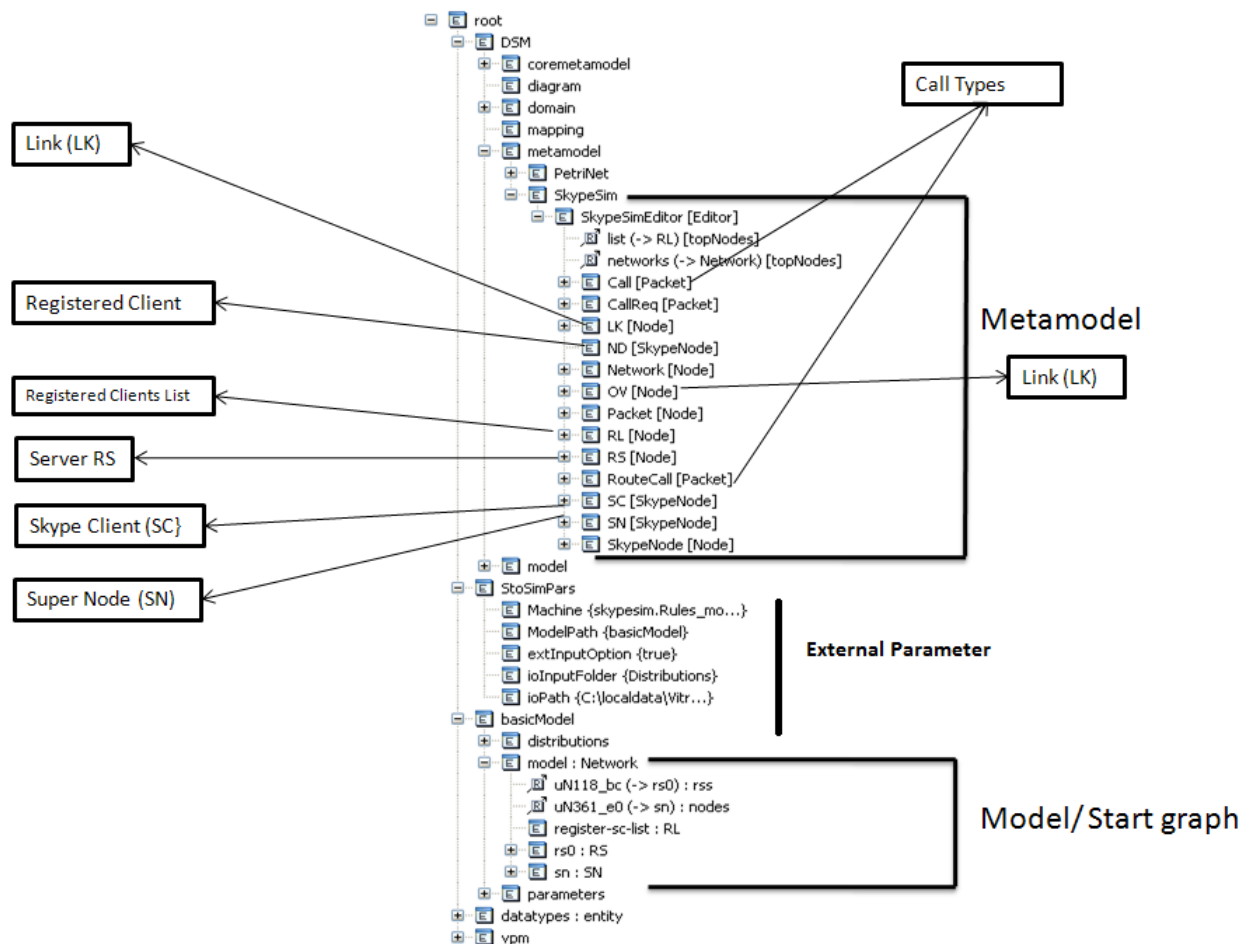 root
DSM
coremetamodel
diagram
domain
mapping
metamodel
PetriNet
SkypeSim
SkypeSimEditor [Editor]
list (-> RL) [topNodes]
networks (-> Network) [topNodes]
Call [Packet]
CallReq [Packet]
LK [Node]
ND [SkypeNode]
Network [Node]
OV [Node]
Packet [Node]
RL [Node]
RS [Node]
RouteCall [Packet]
SC [SkypeNode]
SN [SkypeNode]
SkypeNode [Node]
model
StoSimPars
Machine {skypesim.Rules_mo...}
ModelPath {basicModel}
extInputOption {true}
ioInputFolder {Distributions}
ioPath {C:\localdata\Vitr...}
basicModel
distributions
model : Network
uN118_bc (-> rs0) : rss
uN361_e0 (-> sn) : nodes
register-sc-list : RL
rs0 : RS
sn : SN
parameters
datatypes : entity
vpm
Link (LK)
Registered Client
Registered Clients List
Server RS
Skype Client (SC}
Super Node (SN)
Call Types
Metamodel
Link (LK)
External Parameter
Model/Start graph